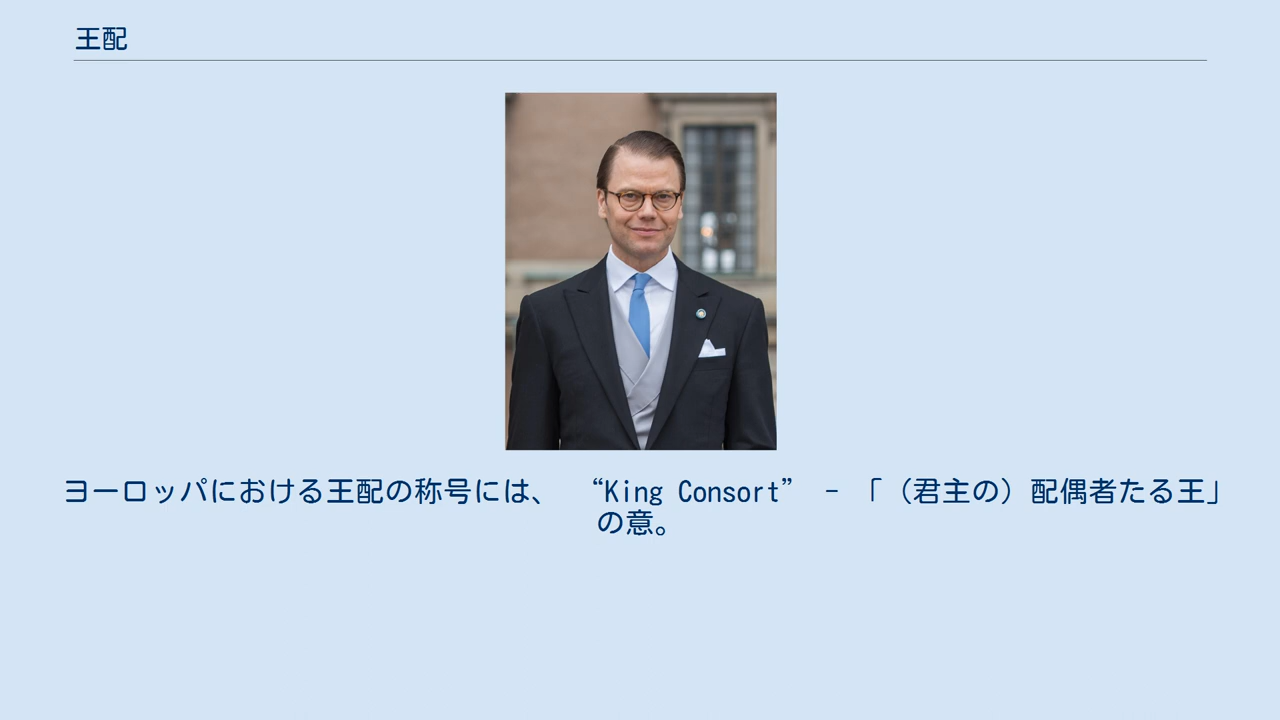 王配
ヨーロッパにおける王配の称号には、 “King Consort” - 「（君主の）配偶者たる王」
の意。